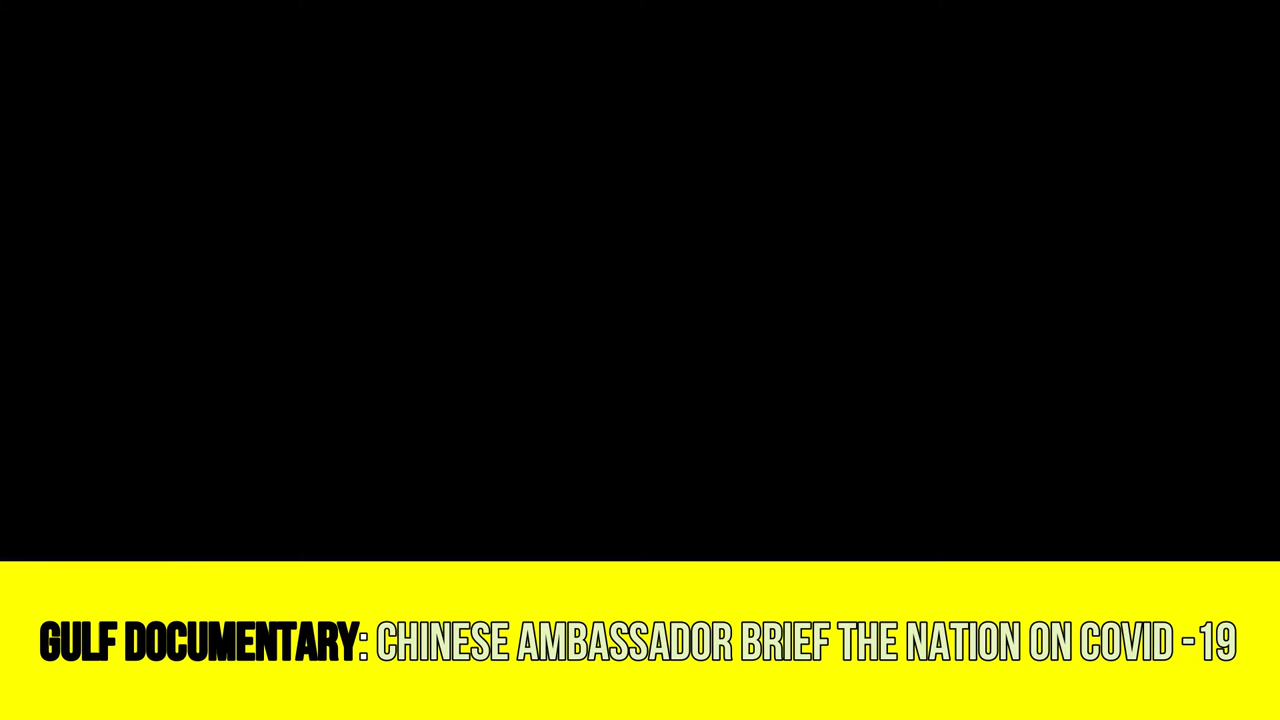 GULF DOCUMENTARY: CHINESE AMBASSADOR BRIEF THE NATION ON COVID -19